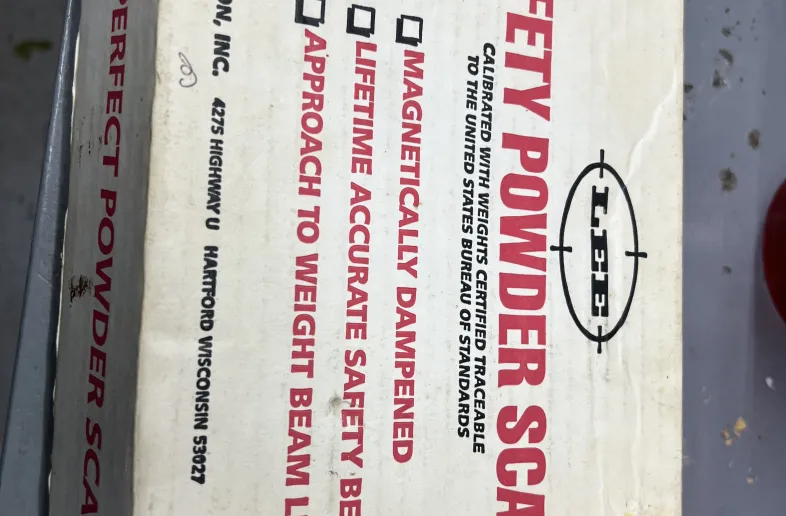 LEE
FETY POWDER SCA
CALIBRATED WITH WEIGHTS CERTIFIED TRACEABLE
TO THE UNITED STATES BUREAU OF STANDARDS
MAGNETICALLY DAMPENED
LIFETIME ACCURATE SAFETY BE
APPROACH TO WEIGHT BEAM L
ON, INC. 4275 HIGHWAY U HARTFORD WISCONSIN 53027
PERFECT POWDER SCA